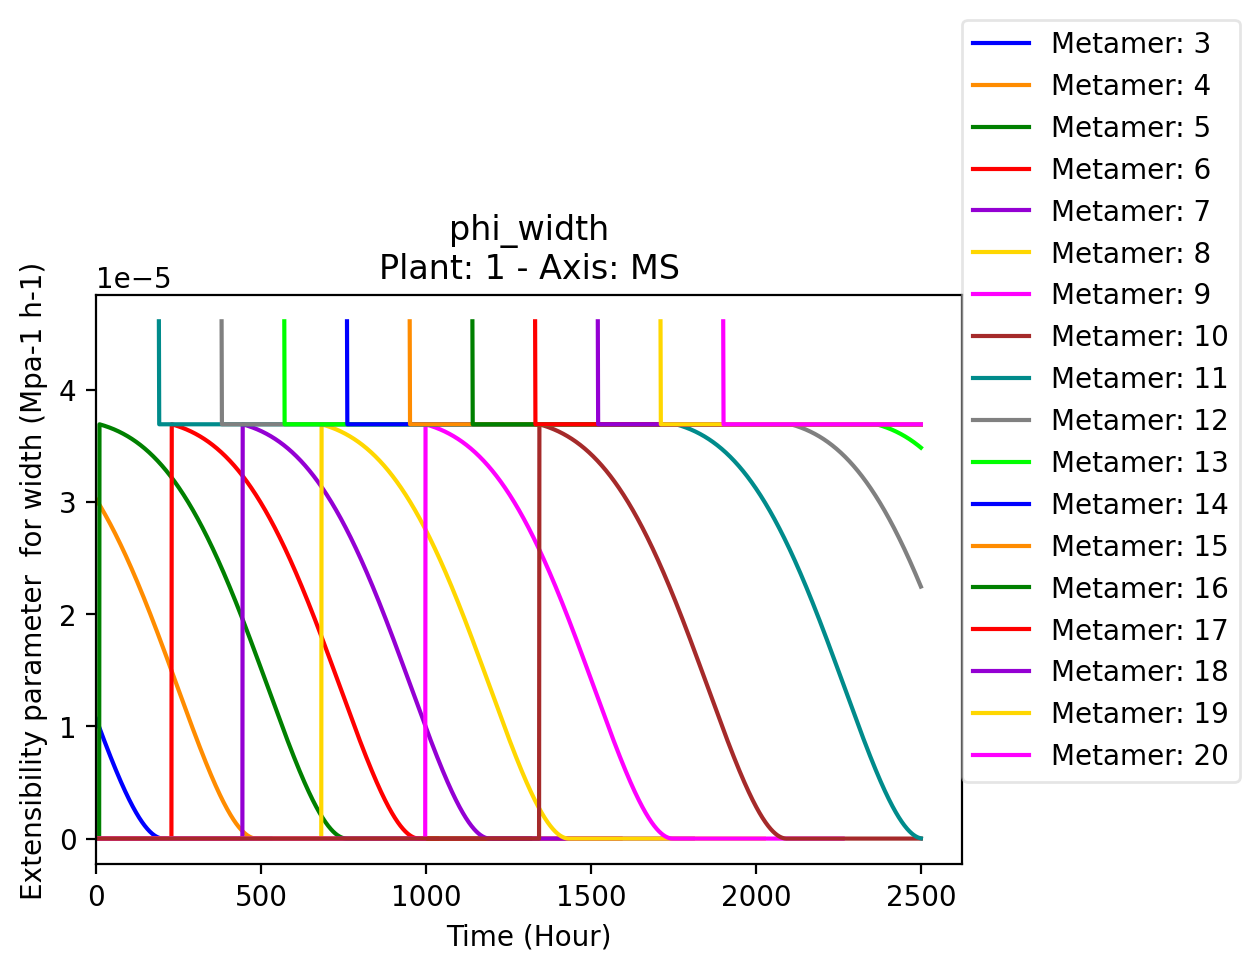 phi_width
Plant: 1 - Axis: MS
1e−5
Extensibility parameter  for width (Mpa-1 h-1)
4
3
2
1
0
0 500 1000 1500 2000 2500
Time (Hour)
Metamer: 3
Metamer: 4
Metamer: 5
Metamer: 6
Metamer: 7
Metamer: 8
Metamer: 9
Metamer: 10
Metamer: 11
Metamer: 12
Metamer: 13
Metamer: 14
Metamer: 15
Metamer: 16
Metamer: 17
Metamer: 18
Metamer: 19
Metamer: 20